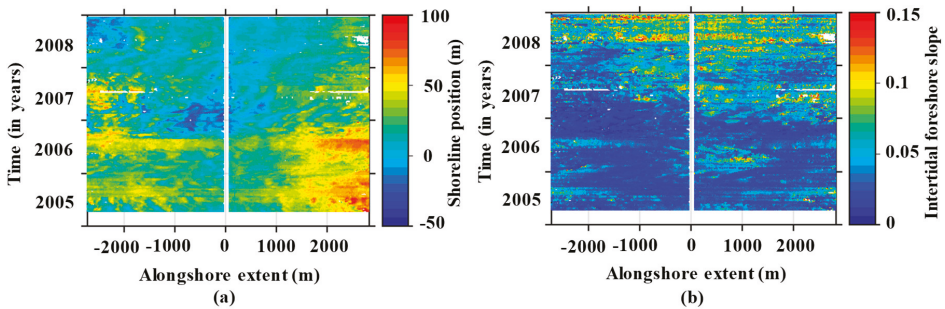 2008
2007
2006
2005
Time (in years)
-2000 -1000 0 1000 2000
Alongshore extent (m)
(a)
100
50
0
-50
Shoreline position (m)
2008
2007
2006
2005
Time (in years)
-2000 -1000 0 1000 2000
Alongshore extent (m)
(b)
0.15
0.1
0.05
0
Intertidal foreshore slope